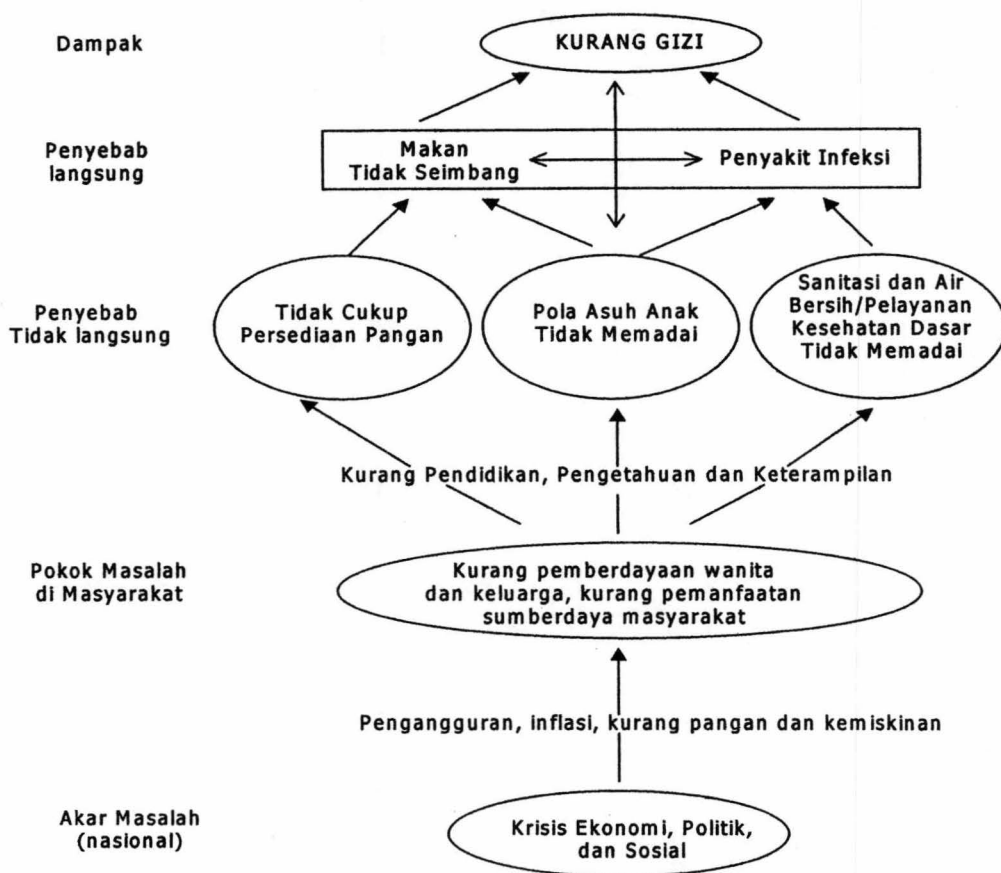 Dampak
KURANG GIZI
Penyebab
langsung
Makan
Tidak Seimbang
Penyakit Infeksi
Penyebab
Tidak langsung
Tidak Cukup
Persediaan Pangan
Pola Asuh Anak
Tidak Memadai
Sanitasi dan Air
Bersih/Pelayanan
Kesehatan Dasar
Tidak Memadai
Kurang Pendidikan, Pengetahuan dan Keterampilan
Pokok Masalah
di Masyarakat
Kurang pemberdayaan wanita
dan keluarga, kurang pemanfaatan
sumberdaya masyarakat
Pengangguran, inflasi, kurang pangan dan kemiskinan
Akar Masalah
(nasional)
Krisis Ekonomi, Politik,
dan Sosial